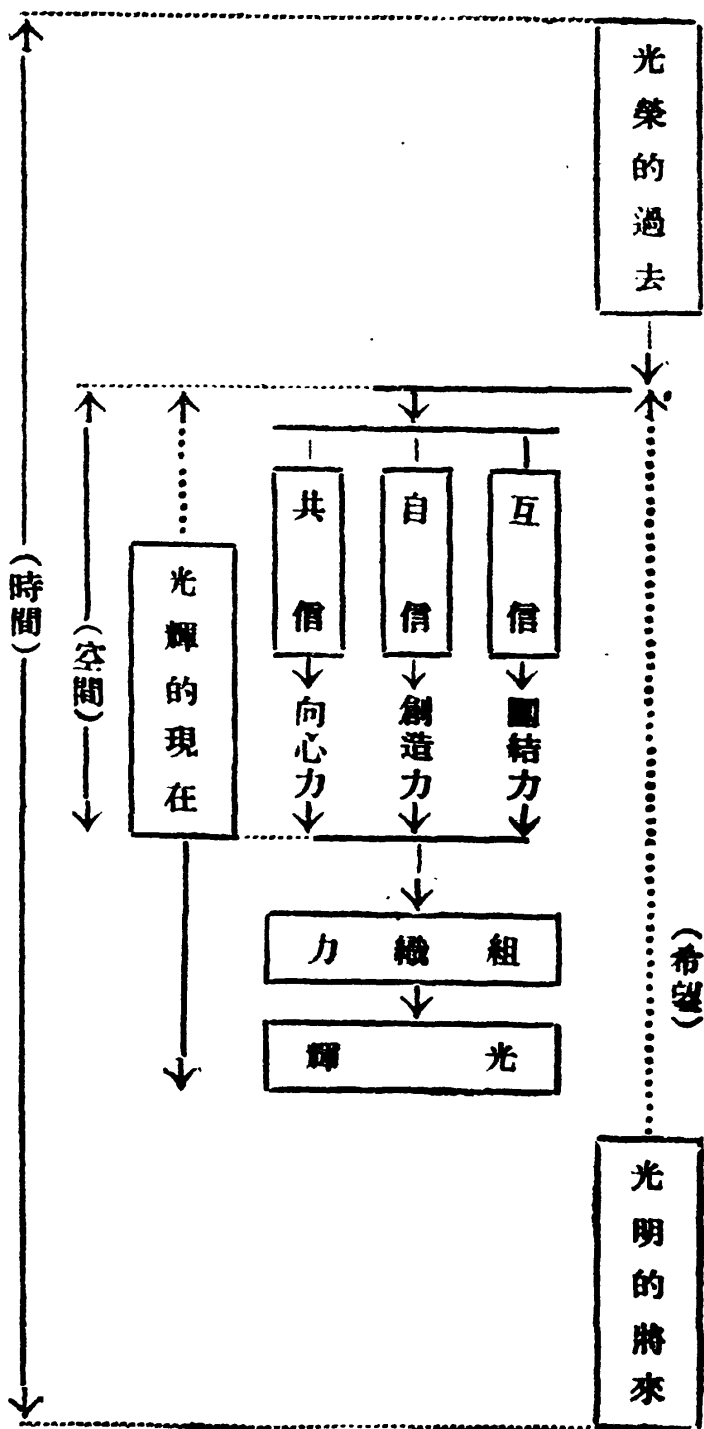 光榮的過去
互信
自信
共信
團結力
創造力
向心力
組織力
光輝
光輝的現在
(空間)
(時間)
(希望)
光明的將來